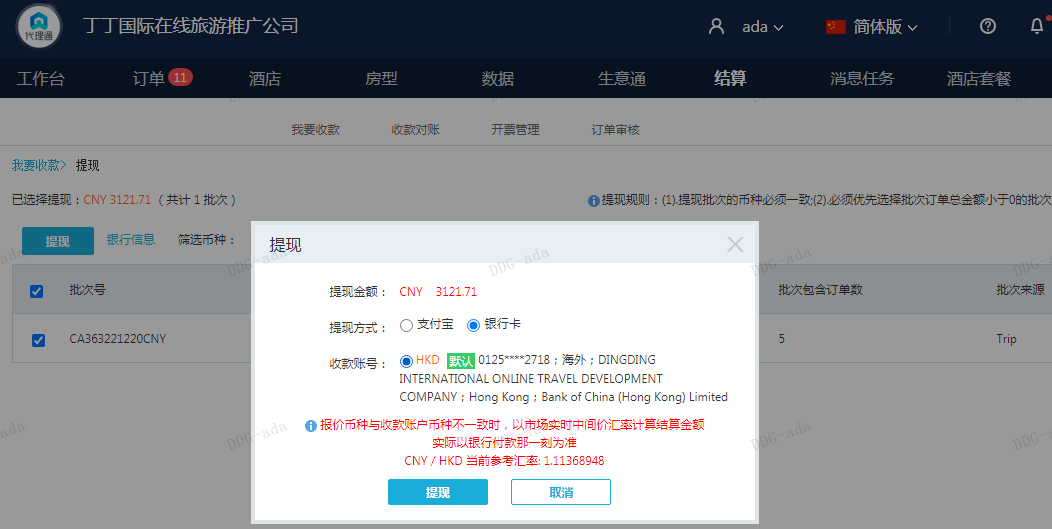 代理通
丁丁国际在线旅游推广公司
ada
简体版
工作台 订单 11 酒店 房型 数据 生意通 结算 消息任务 酒店套餐
我要收款 收款对账 开票管理 订单审核
我要收款> 提现
已选择提现：CNY 3121.71 （共计 1 批次）
提现规则：(1).提现批次的币种必须一致;(2).必须优先选择批次订单总金额小于0的批次
提现 银行信息 筛选币种：
批次号 批次包含订单数 批次来源
CA363221220CNY 5 Trip
提现
提现金额： CNY 3121.71
提现方式： 支付宝 银行卡
收款账号： HKD 默认 0125****2718；海外；DINGDING
INTERNATIONAL ONLINE TRAVEL DEVELOPMENT
COMPANY；Hong Kong；Bank of China (Hong Kong) Limited
报价币种与收款账户币种不一致时，以市场实时中间价汇率计算结算金额
实际以银行付款那一刻为准
CNY / HKD 当前参考汇率: 1.11368948
提现 取消
DDG-ada
DDG-ada
DDG-ada
DDG-ada
DDG-ada